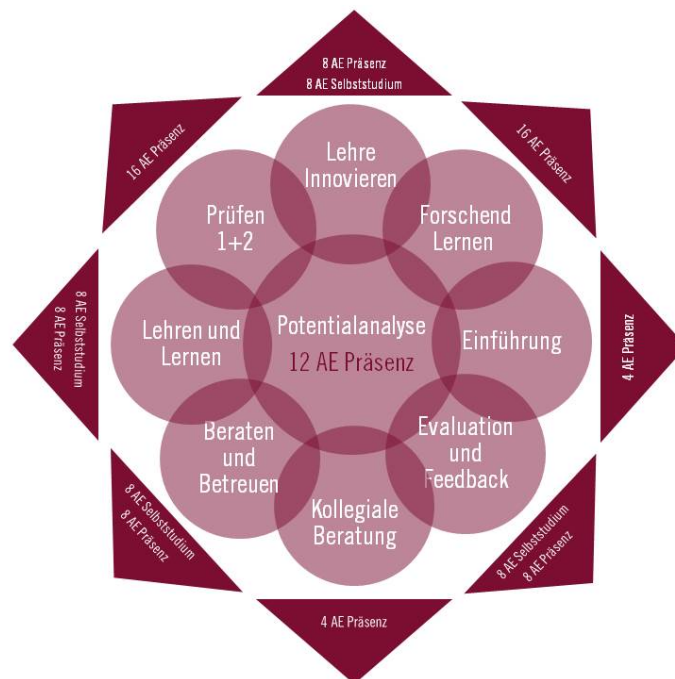 8 AE Präsenz
8 AE Selbststudium
16 AE Präsenz
16 AE Präsenz
Lehre
Innovieren
Prüfen
1+2
Forschend
Lernen
8 AE Selbststudium
8 AE Präsenz
Lehren und
Lernen
Potentialanalyse
12 AE Präsenz
Einführung
4 AE Präsenz
Beraten
und
Betreuen
Evaluation
und
Feedback
Kollegiale
Beratung
8 AE Selbststudium
8 AE Präsenz
8 AE Selbststudium
8 AE Präsenz
4 AE Präsenz